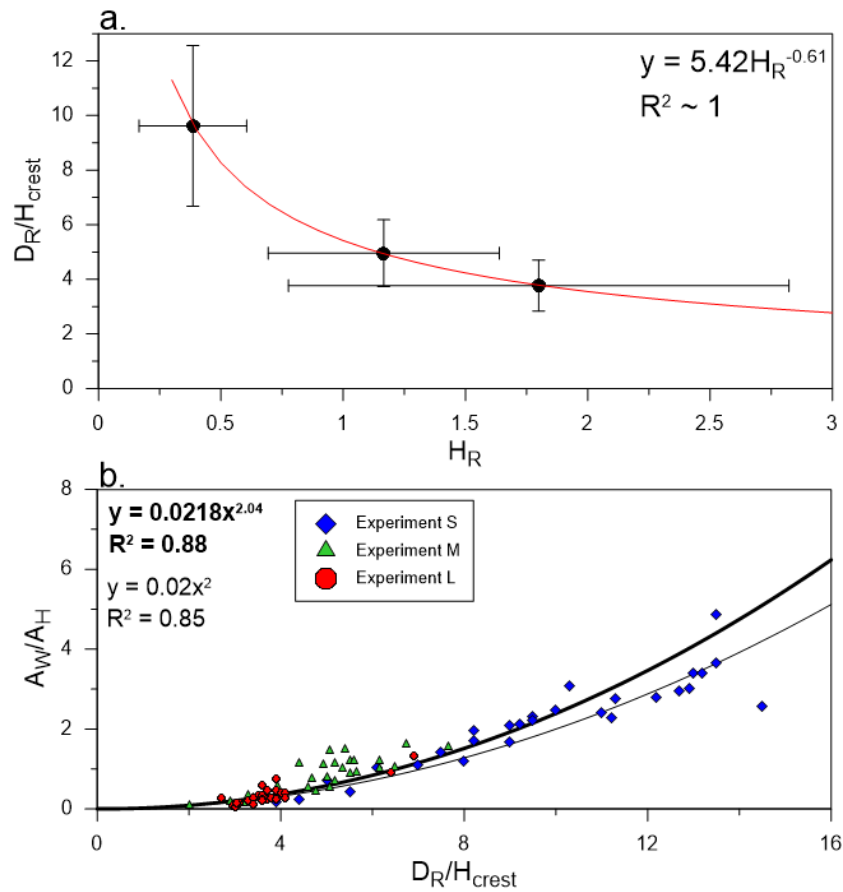 a.
y = 5.42H_R^-0.61
R² ~ 1
12
10
8
6
4
2
0
D_R/H_crest
0
0.5
1
1.5
2
2.5
3
H_R
b.
y = 0.0218x^2.04
R² = 0.88
y = 0.02x²
R² = 0.85
Experiment S
Experiment M
Experiment L
8
6
4
2
0
A_W/A_H
0
4
8
12
16
D_R/H_crest